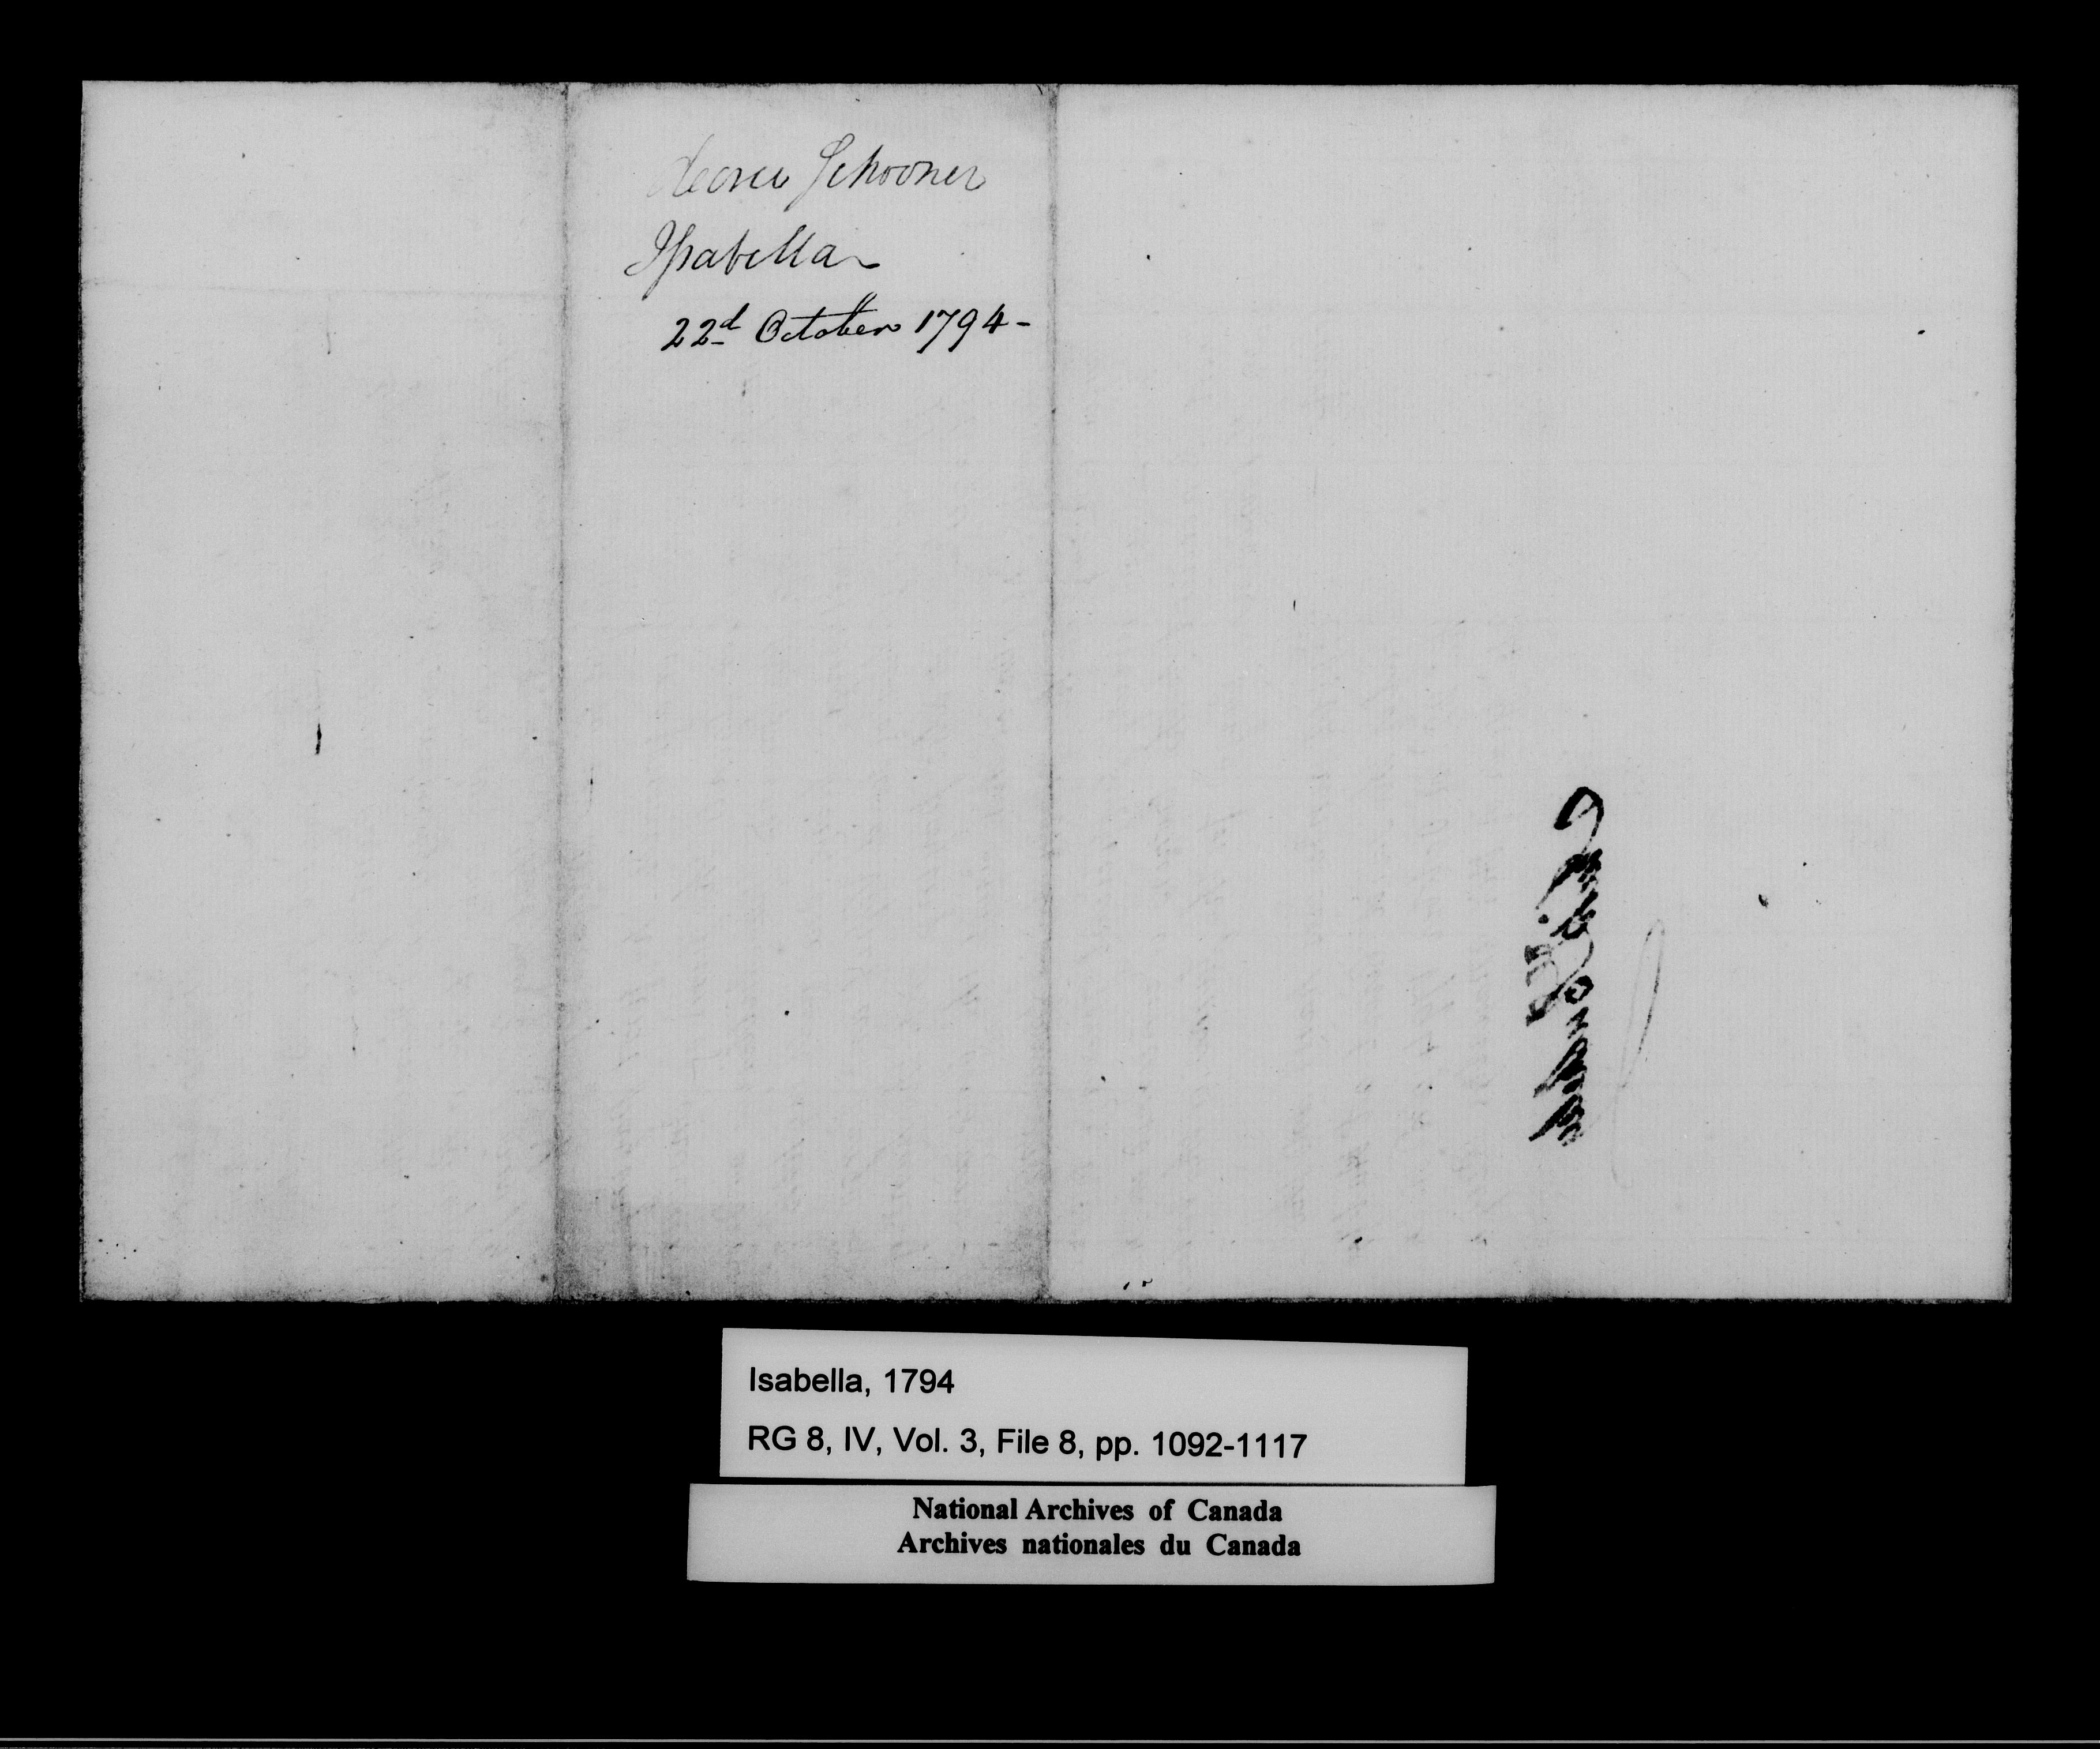 Decree Schooner
Isabella
22d October 1794-
Isabella, 1794
RG 8, IV, Vol. 3, File 8, pp. 1092-1117
National Archives of Canada
Archives nationales du Canada